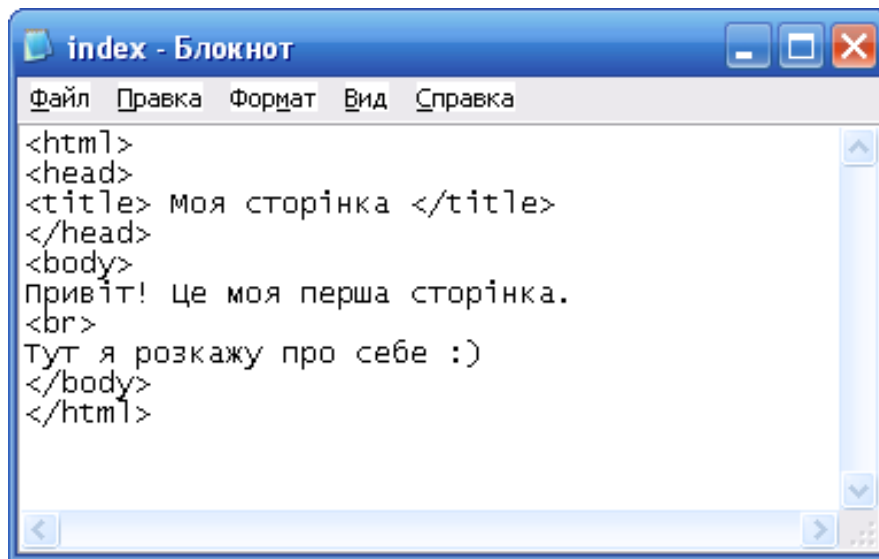 index - Блокнот
Файл Правка Формат Вид Справка
<html>
<head>
<title> Моя сторінка </title>
</head>
<body>
Привіт! Це моя перша сторінка.
<br>
Тут я розкажу про себе :)
</body>
</html>